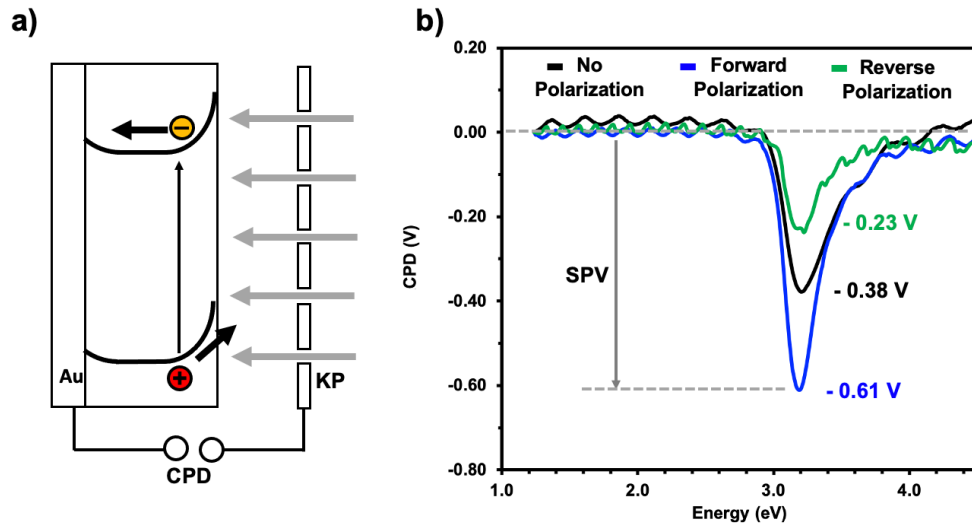 a)
−
+
Au
KP
CPD
b)
0.20
0.00
-0.20
-0.40
-0.60
-0.80
CPD (V)
No
Polarization
Forward
Polarization
Reverse
Polarization
SPV
- 0.23 V
- 0.38 V
- 0.61 V
1.0
2.0
3.0
4.0
Energy (eV)